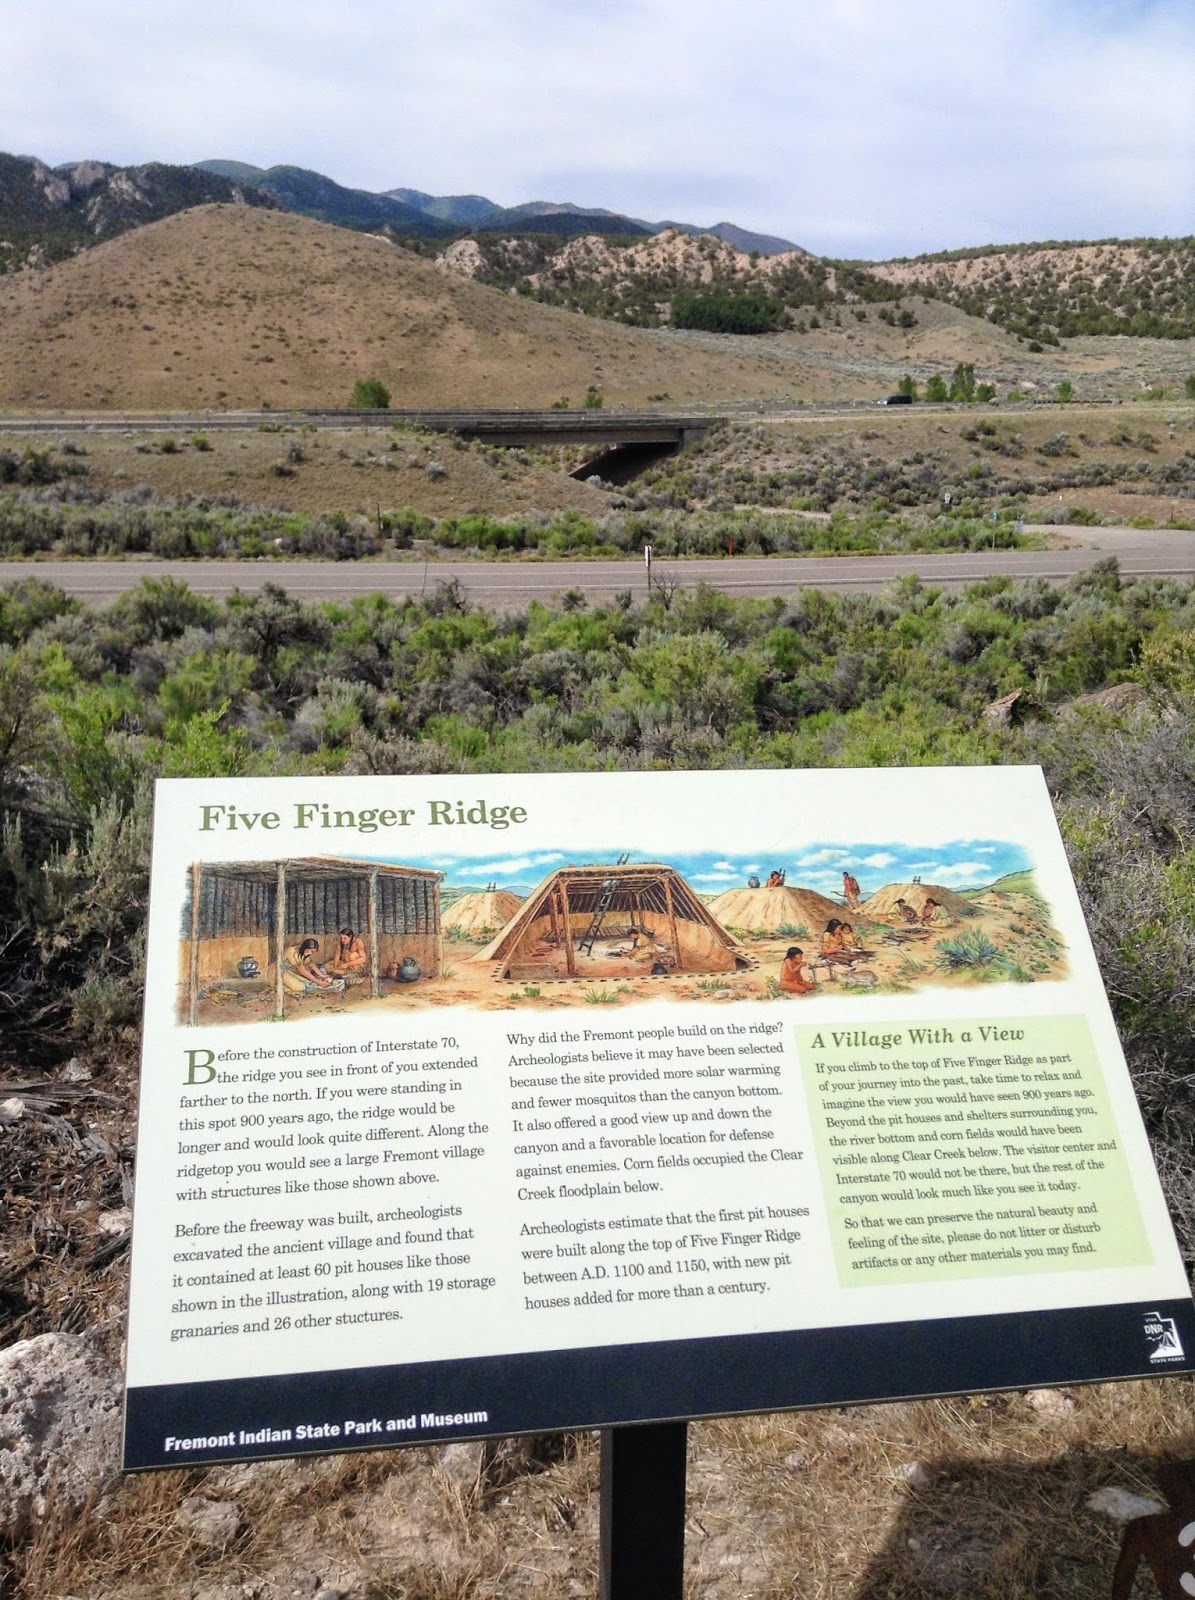 Five Finger Ridge
Before the construction of Interstate 70,
the ridge you see in front of you extended
farther to the north. If you were standing in
this spot 900 years ago, the ridge would be
longer and would look quite different. Along the
ridgetop you would see a large Fremont village
with structures like those shown above.
Before the freeway was built, archeologists
excavated the ancient village and found that
it contained at least 60 pit houses like those
shown in the illustration, along with 19 storage
granaries and 26 other stuctures.
Why did the Fremont people build on the ridge?
Archeologists believe it may have been selected
because the site provided more solar warming
and fewer mosquitos than the canyon bottom.
It also offered a good view up and down the
canyon and a favorable location for defense
against enemies. Corn fields occupied the Clear
Creek floodplain below.
Archeologists estimate that the first pit houses
were built along the top of Five Finger Ridge
between A.D. 1100 and 1150, with new pit
houses added for more than a century.
A Village With a View
If you climb to the top of Five Finger Ridge as part
of your journey into the past, take time to relax and
imagine the view you would have seen 900 years ago.
Beyond the pit houses and shelters surrounding you,
the river bottom and corn fields would have been
visible along Clear Creek below. The visitor center and
Interstate 70 would not be there, but the rest of the
canyon would look much like you see it today.
So that we can preserve the natural beauty and
feeling of the site, please do not litter or disturb
artifacts or any other materials you may find.
UTAH
DNR
STATE PARKS
Fremont Indian State Park and Museum